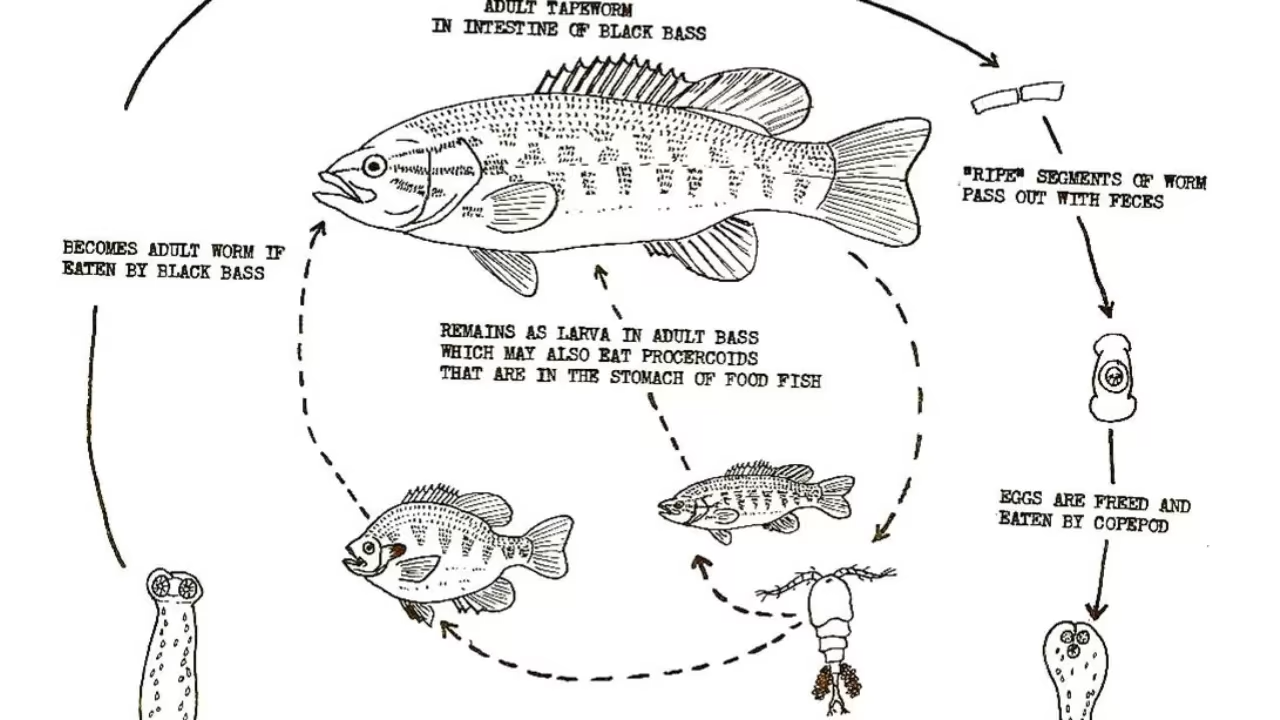 ADULT TAPEWORM
IN INTESTINE OF BLACK BASS
"RIPE" SEGMENTS OF WORM
PASS OUT WITH FECES
BECOMES ADULT WORM IF
EATEN BY BLACK BASS
REMAINS AS LARVA IN ADULT BASS
WHICH MAY ALSO EAT PROCERCOIDS
THAT ARE IN THE STOMACH OF FOOD FISH
EGGS ARE FREED AND
EATEN BY COPEPOD